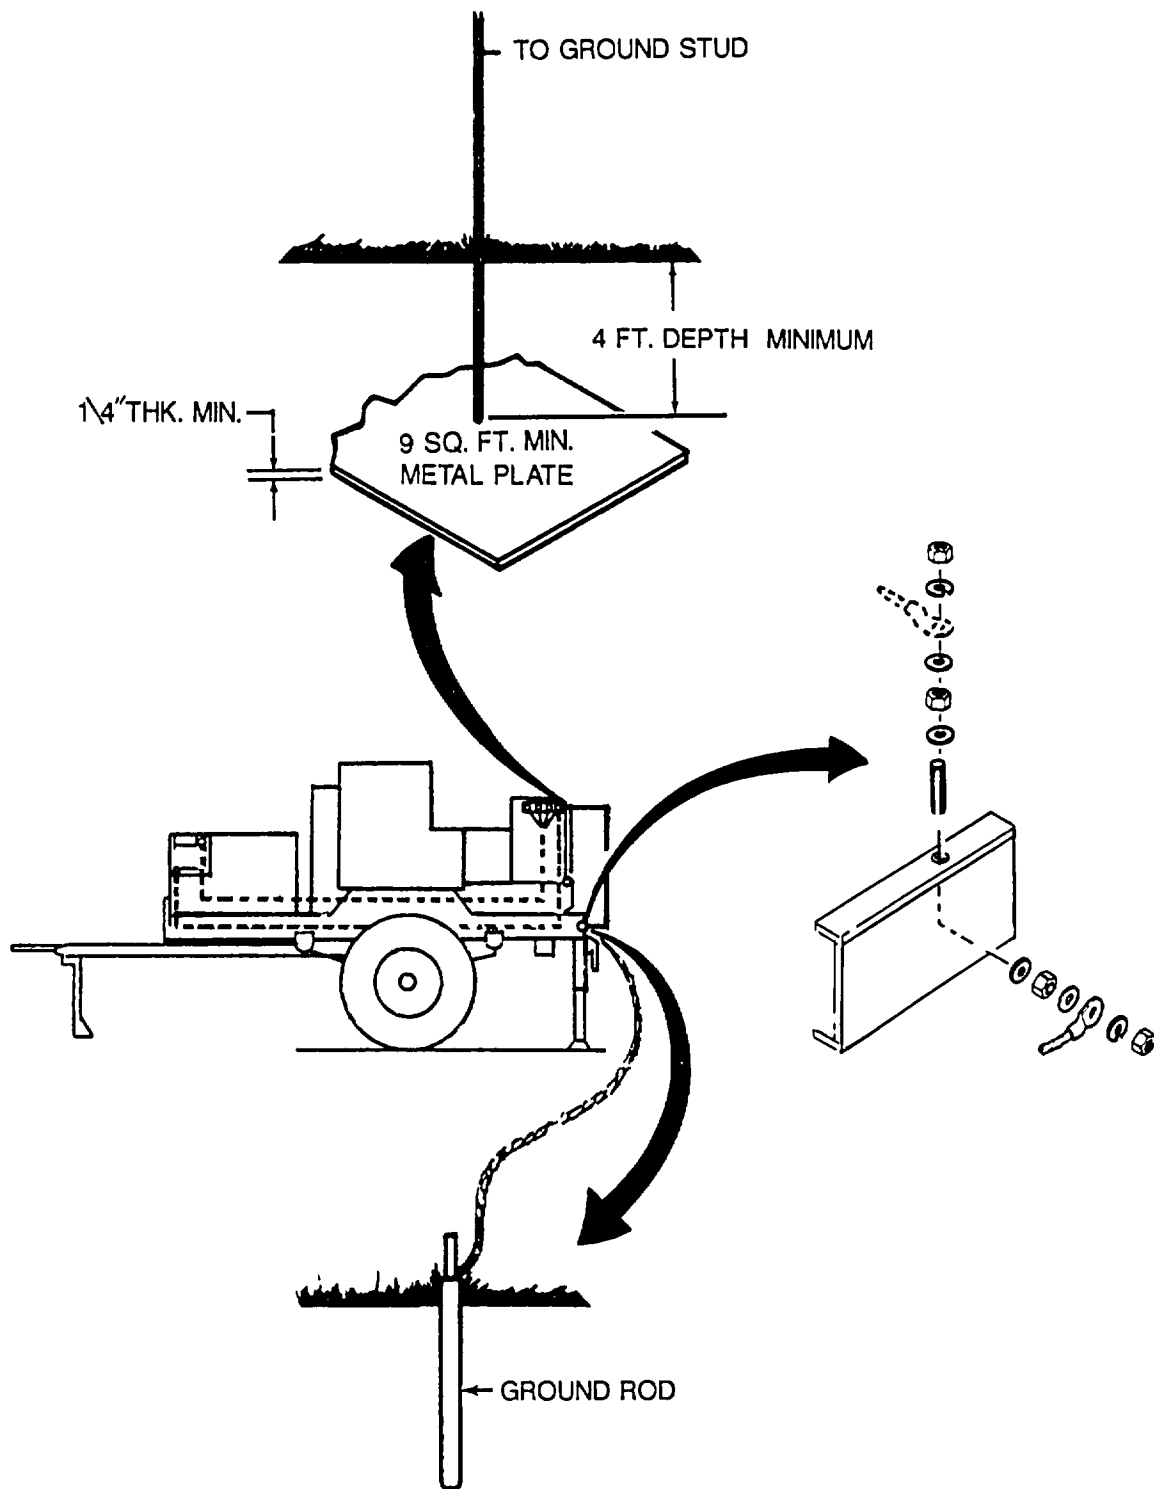 TO GROUND STUD
4 FT. DEPTH MINIMUM
1\4" THK. MIN.
9 SQ. FT. MIN.
METAL PLATE
GROUND ROD